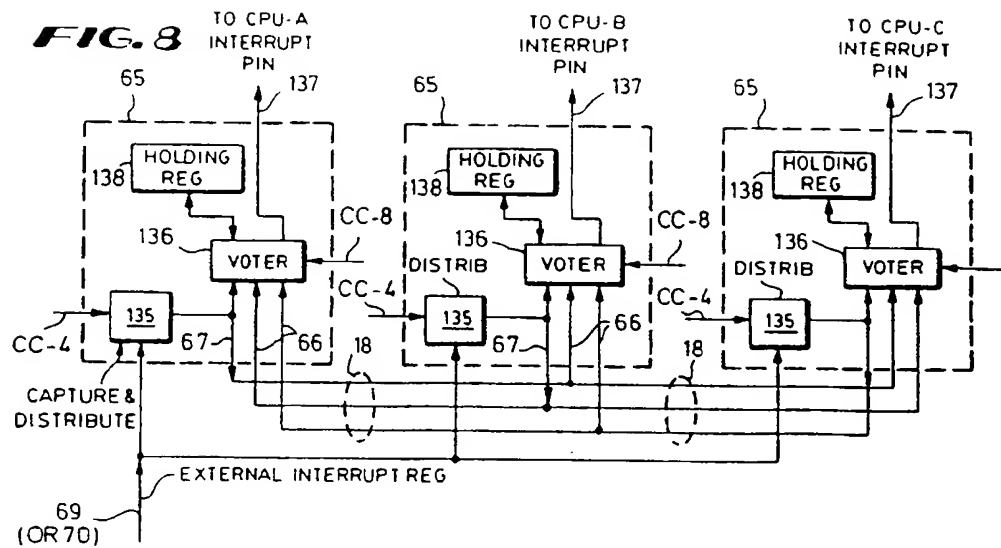 FIG. 8
TO CPU-A
INTERRUPT
PIN
TO CPU-B
INTERRUPT
PIN
TO CPU-C
INTERRUPT
PIN
65
137
65
137
65
137
HOLDING
REG
138
HOLDING
REG
138
HOLDING
REG
138
CC-8
CC-8
136
VOTER
136
VOTER
136
VOTER
DISTRIB
DISTRIB
CC-4
CC-4
CC-4
135
135
135
67
66
67
66
18
18
CAPTURE &
DISTRIBUTE
EXTERNAL INTERRUPT REG
69
(OR 70)